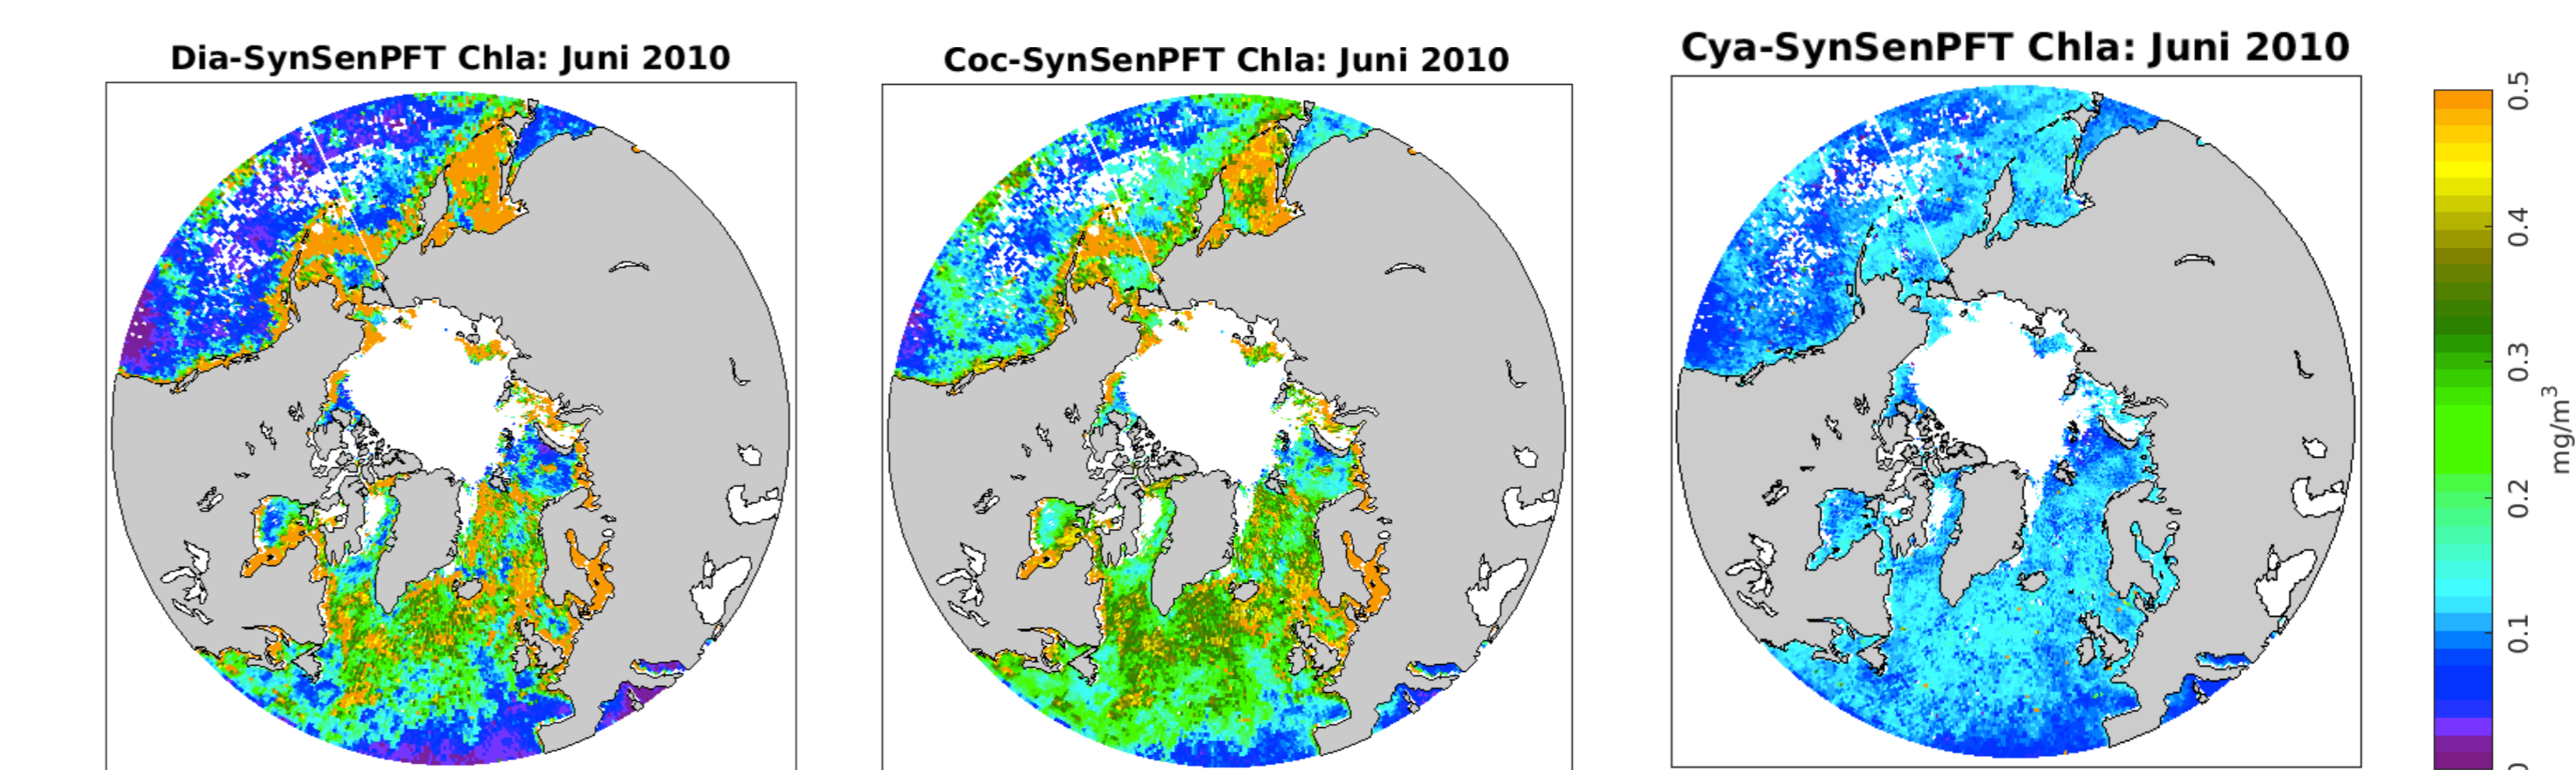 Dia-SynSenPFT Chla: Juni 2010
Coc-SynSenPFT Chla: Juni 2010
Cya-SynSenPFT Chla: Juni 2010
0.5
0.4
0.3
0.2
0.1
mg/m³